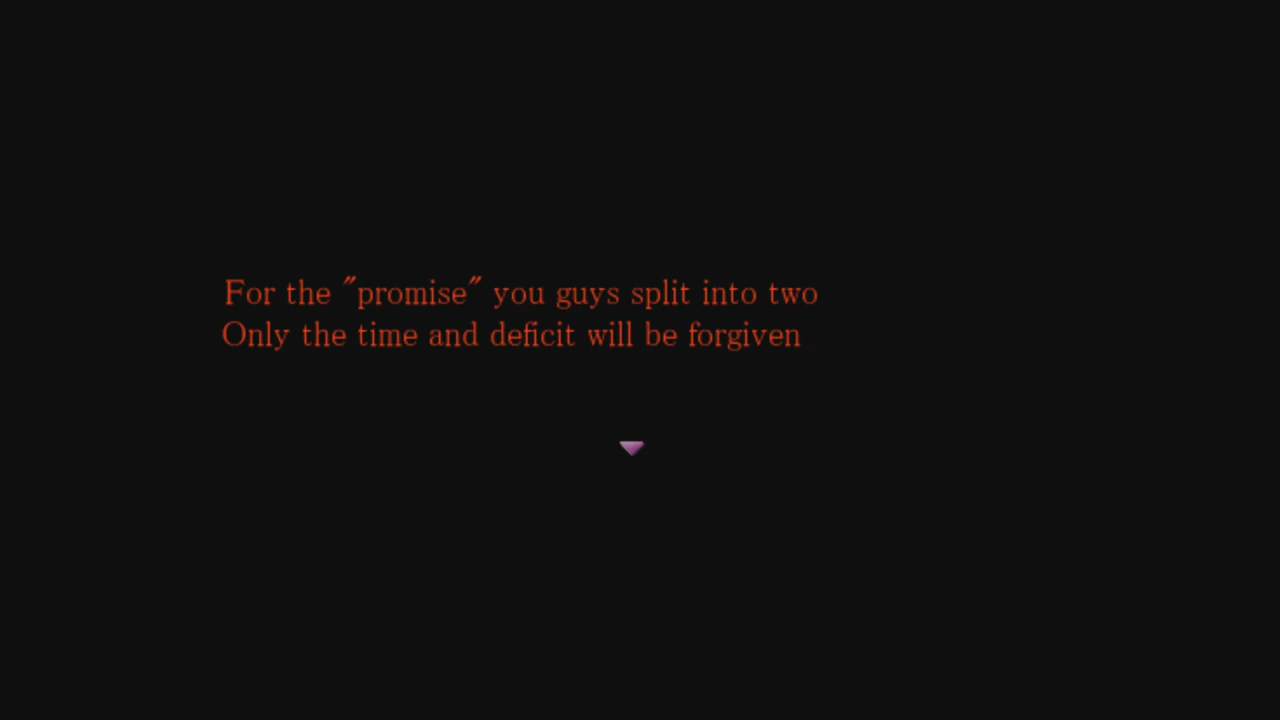 For the "promise" you guys split into two
Only the time and deficit will be forgiven